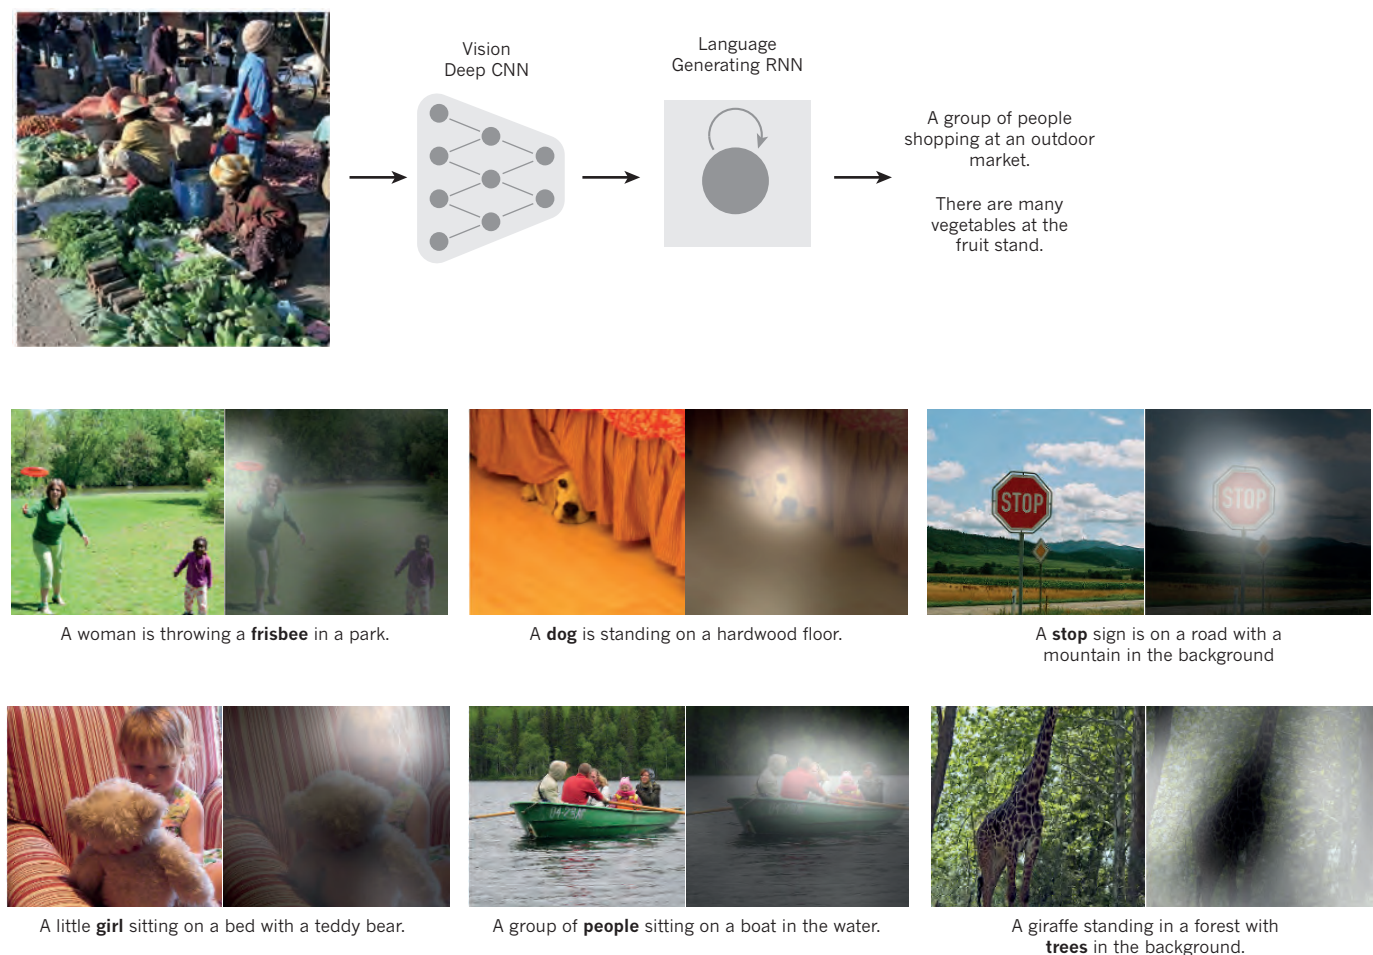 Vision
Deep CNN
Language
Generating RNN
A group of people
shopping at an outdoor
market.
There are many
vegetables at the
fruit stand.
STOP
STOP
A woman is throwing a frisbee in a park.
A dog is standing on a hardwood floor.
A stop sign is on a road with a
mountain in the background
A little girl sitting on a bed with a teddy bear.
A group of people sitting on a boat in the water.
A giraffe standing in a forest with
trees in the background.